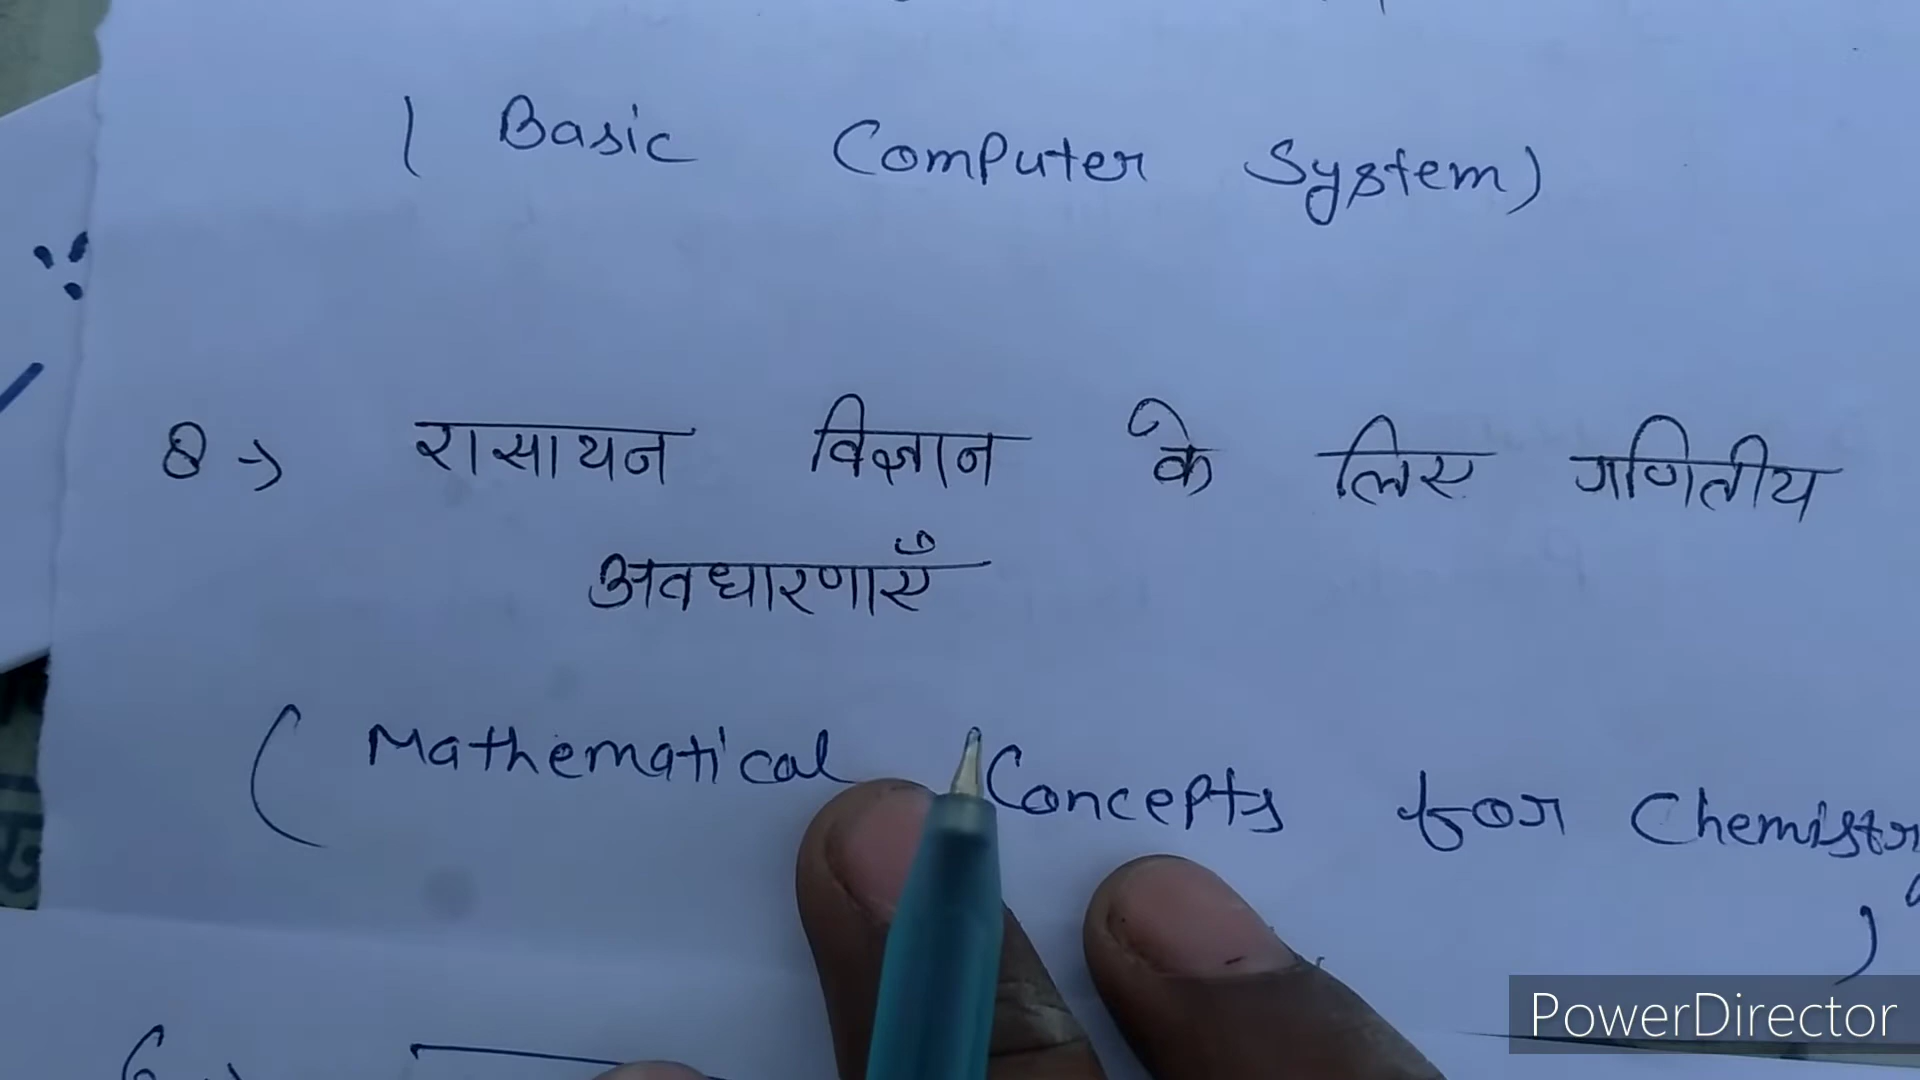 ( Basic Computer System)
8 → रासायन विज्ञान के लिए गणितीय
अवधारणाएँ
( Mathematical Concepts for Chemistry
)
PowerDirector